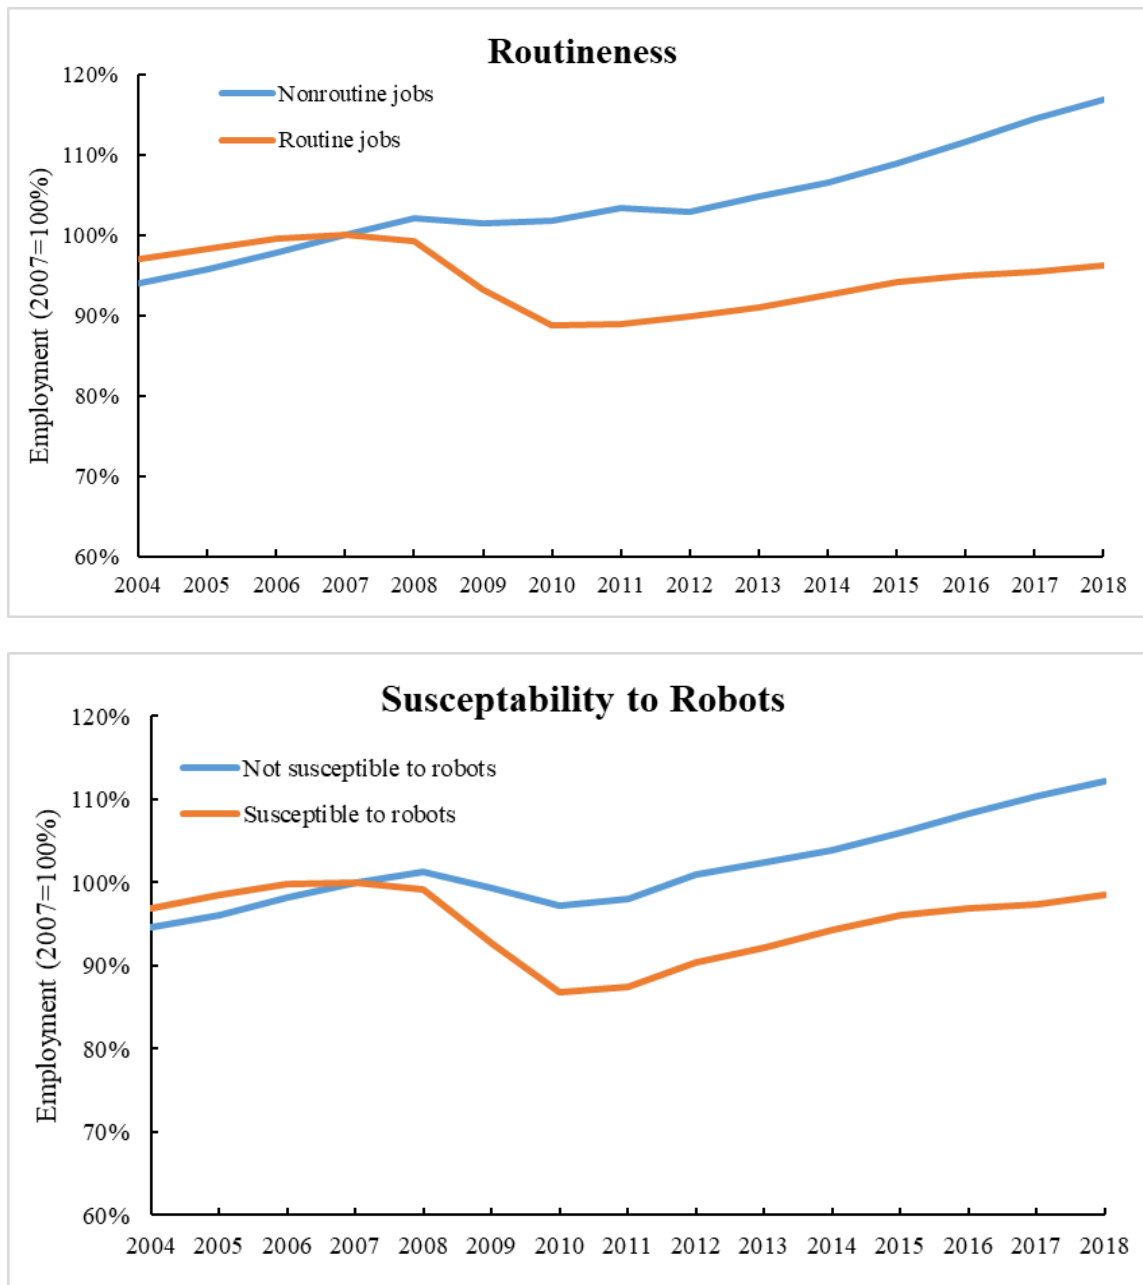 Routineness
120%
Nonroutine jobs
Routine jobs
110%
100%
90%
80%
70%
60%
Employment (2007=100%)
2004 2005 2006 2007 2008 2009 2010 2011 2012 2013 2014 2015 2016 2017 2018
Susceptability to Robots
120%
Not susceptible to robots
110%
Susceptible to robots
100%
90%
80%
70%
60%
Employment (2007=100%)
2004 2005 2006 2007 2008 2009 2010 2011 2012 2013 2014 2015 2016 2017 2018